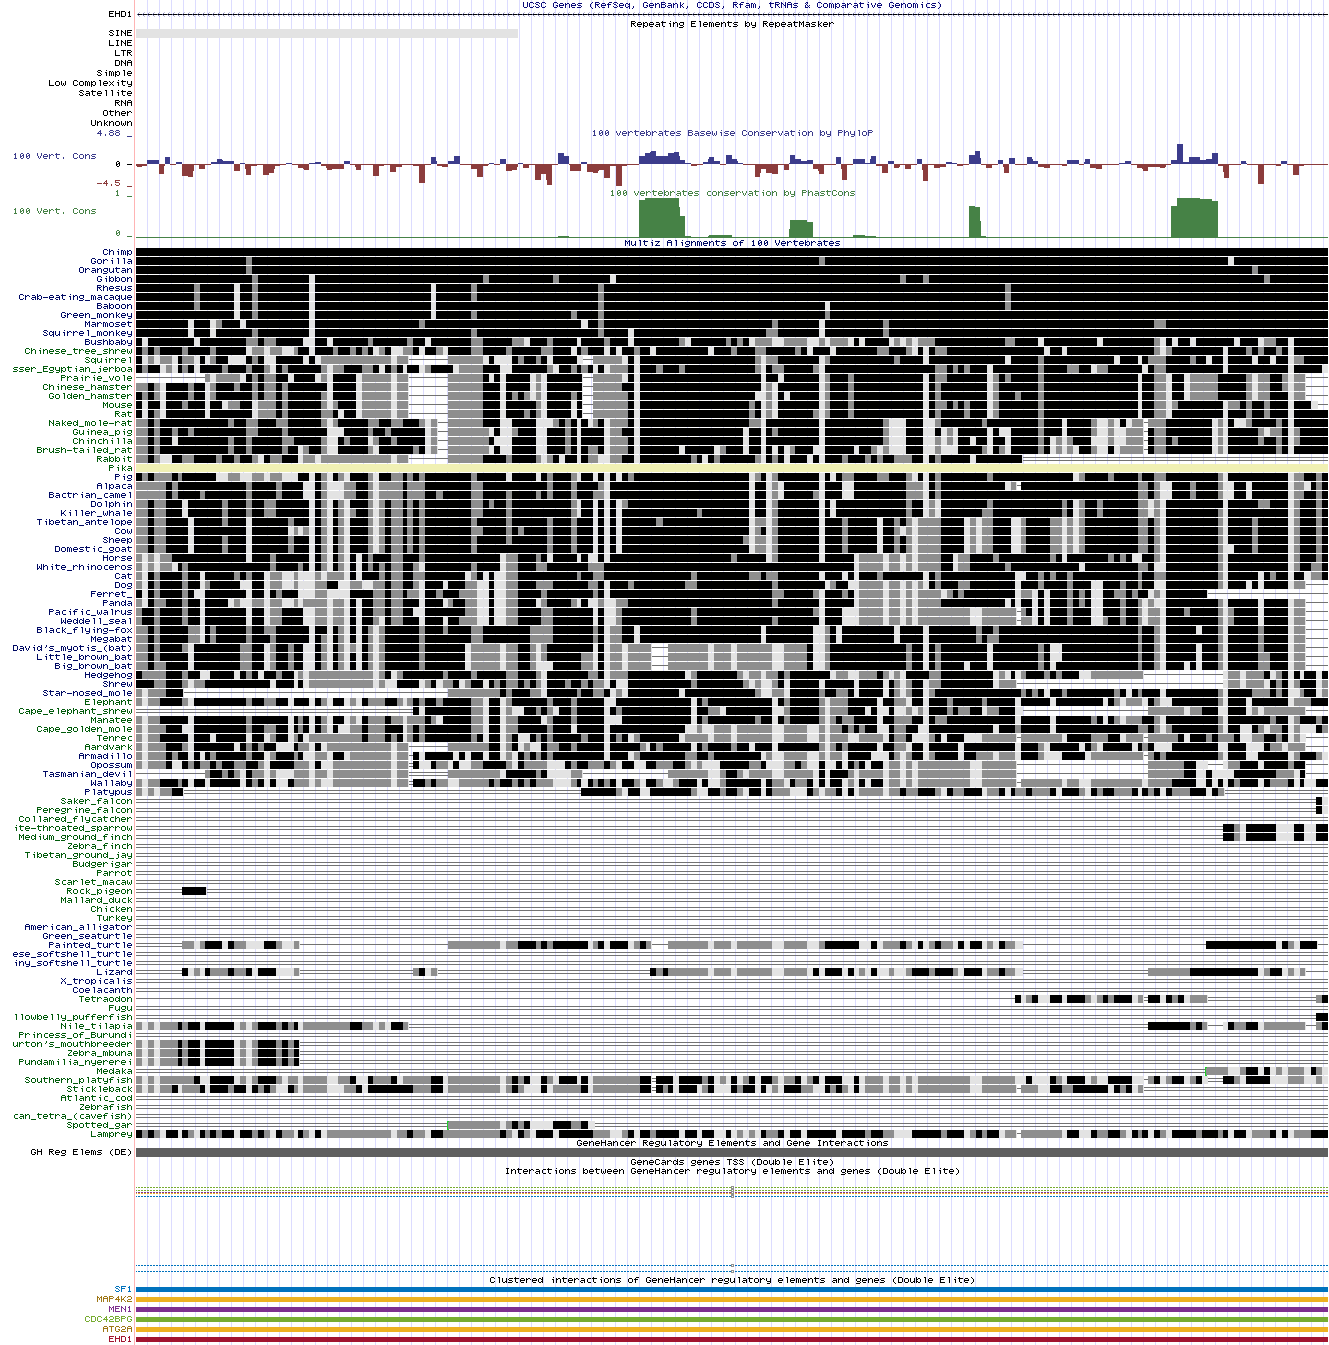 UCSC Genes (RefSeq, GenBank, CCDS, Rfam, tRNAs & Comparative Genomics)
EHD1
Repeating Elements by RepeatMasker
SINE
LINE
LTR
DNA
Simple
Low Complexity
Satellite
RNA
Other
Unknown
4.88 _
100 vertebrates Basewise Conservation by PhyloP
100 Vert. Cons
0 -
-4.5 _
100 vertebrates conservation by PhastCons
1 _
100 Vert. Cons
0 _
Multiz Alignments of 100 Vertebrates
Chimp
Gorilla
Orangutan
Gibbon
Rhesus
Crab-eating_macaque
Baboon
Green_monkey
Marmoset
Squirrel_monkey
Bushbaby
Chinese_tree_shrew
Squirrel
sser_Egyptian_jerboa
Prairie_vole
Chinese_hamster
Golden_hamster
Mouse
Rat
Naked_mole-rat
Guinea_pig
Chinchilla
Brush-tailed_rat
Rabbit
Pika
Pig
Alpaca
Bactrian_camel
Dolphin
Killer_whale
Tibetan_antelope
Cow
Sheep
Domestic_goat
Horse
White_rhinoceros
Cat
Dog
Ferret_
Panda
Pacific_walrus
Weddell_seal
Black_flying-fox
Megabat
David's_myotis_(bat)
Little_brown_bat
Big_brown_bat
Hedgehog
Shrew
Star-nosed_mole
Elephant
Cape_elephant_shrew
Manatee
Cape_golden_mole
Tenrec
Aardvark
Armadillo
Opossum
Tasmanian_devil
Wallaby
Platypus
Saker_falcon
Peregrine_falcon
Collared_flycatcher
ite-throated_sparrow
Medium_ground_finch
Zebra_finch
Tibetan_ground_jay
Budgerigar
Parrot
Scarlet_macaw
Rock_pigeon
Mallard_duck
Chicken
Turkey
American_alligator
Green_seaturtle
Painted_turtle
ese_softshell_turtle
iny_softshell_turtle
Lizard
X_tropicalis
Coelacanth
Tetraodon
Fugu
llowbelly_pufferfish
Nile_tilapia
Princess_of_Burundi
urton's_mouthbreeder
Zebra_mbuna
Pundamilia_nyererei
Medaka
Southern_platyfish
Stickleback
Atlantic_cod
Zebrafish
can_tetra_(cavefish)
Spotted_gar
Lamprey
GeneHancer Regulatory Elements and Gene Interactions
GH Reg Elems (DE)
GeneCards genes TSS (Double Elite)
Interactions between GeneHancer regulatory elements and genes (Double Elite)
Clustered interactions of GeneHancer regulatory elements and genes (Double Elite)
SF1
MAP4K2
MEN1
CDC42BPG
ATG2A
EHD1